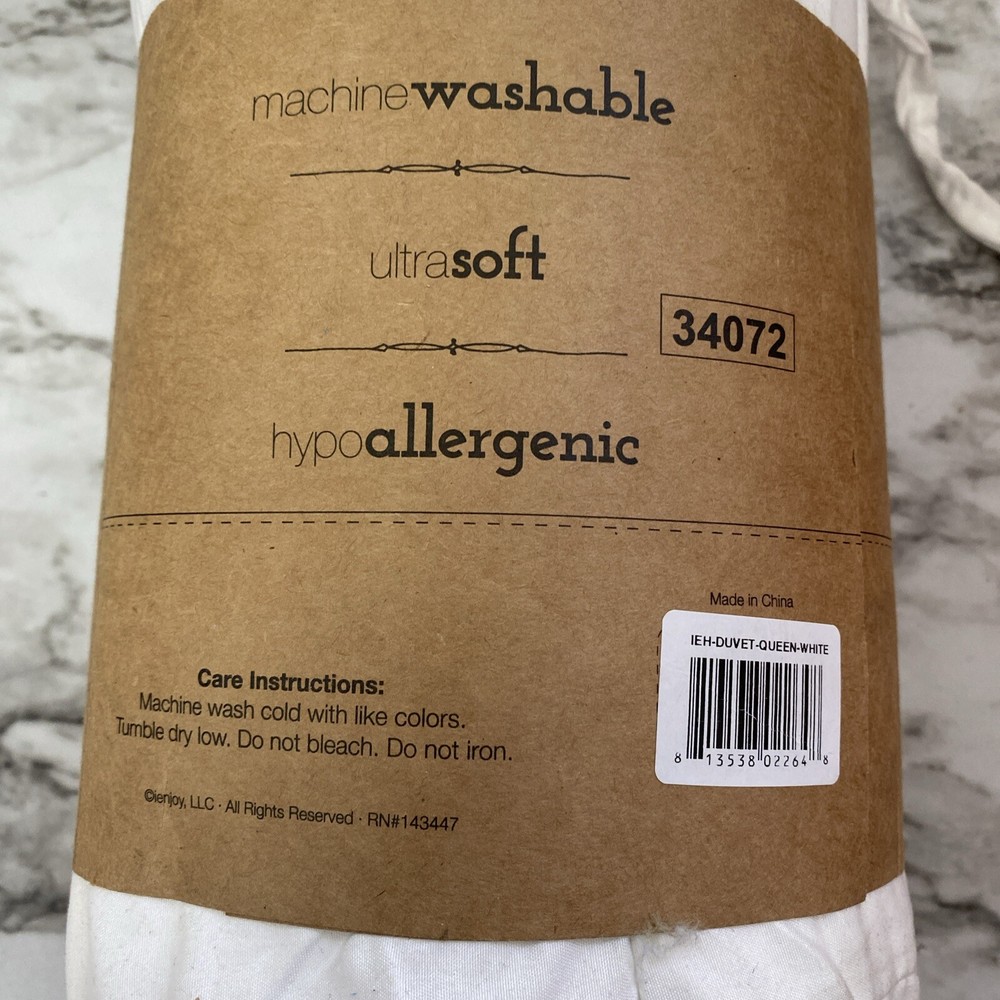 machinewashable
ultrasoft
34072
hypoallergenic
Made in China
IEH-DUVET-QUEEN-WHITE
8 13538 02264 8
Care Instructions:
Machine wash cold with like colors.
Tumble dry low. Do not bleach. Do not iron.
©ienjoy, LLC · All Rights Reserved · RN#143447